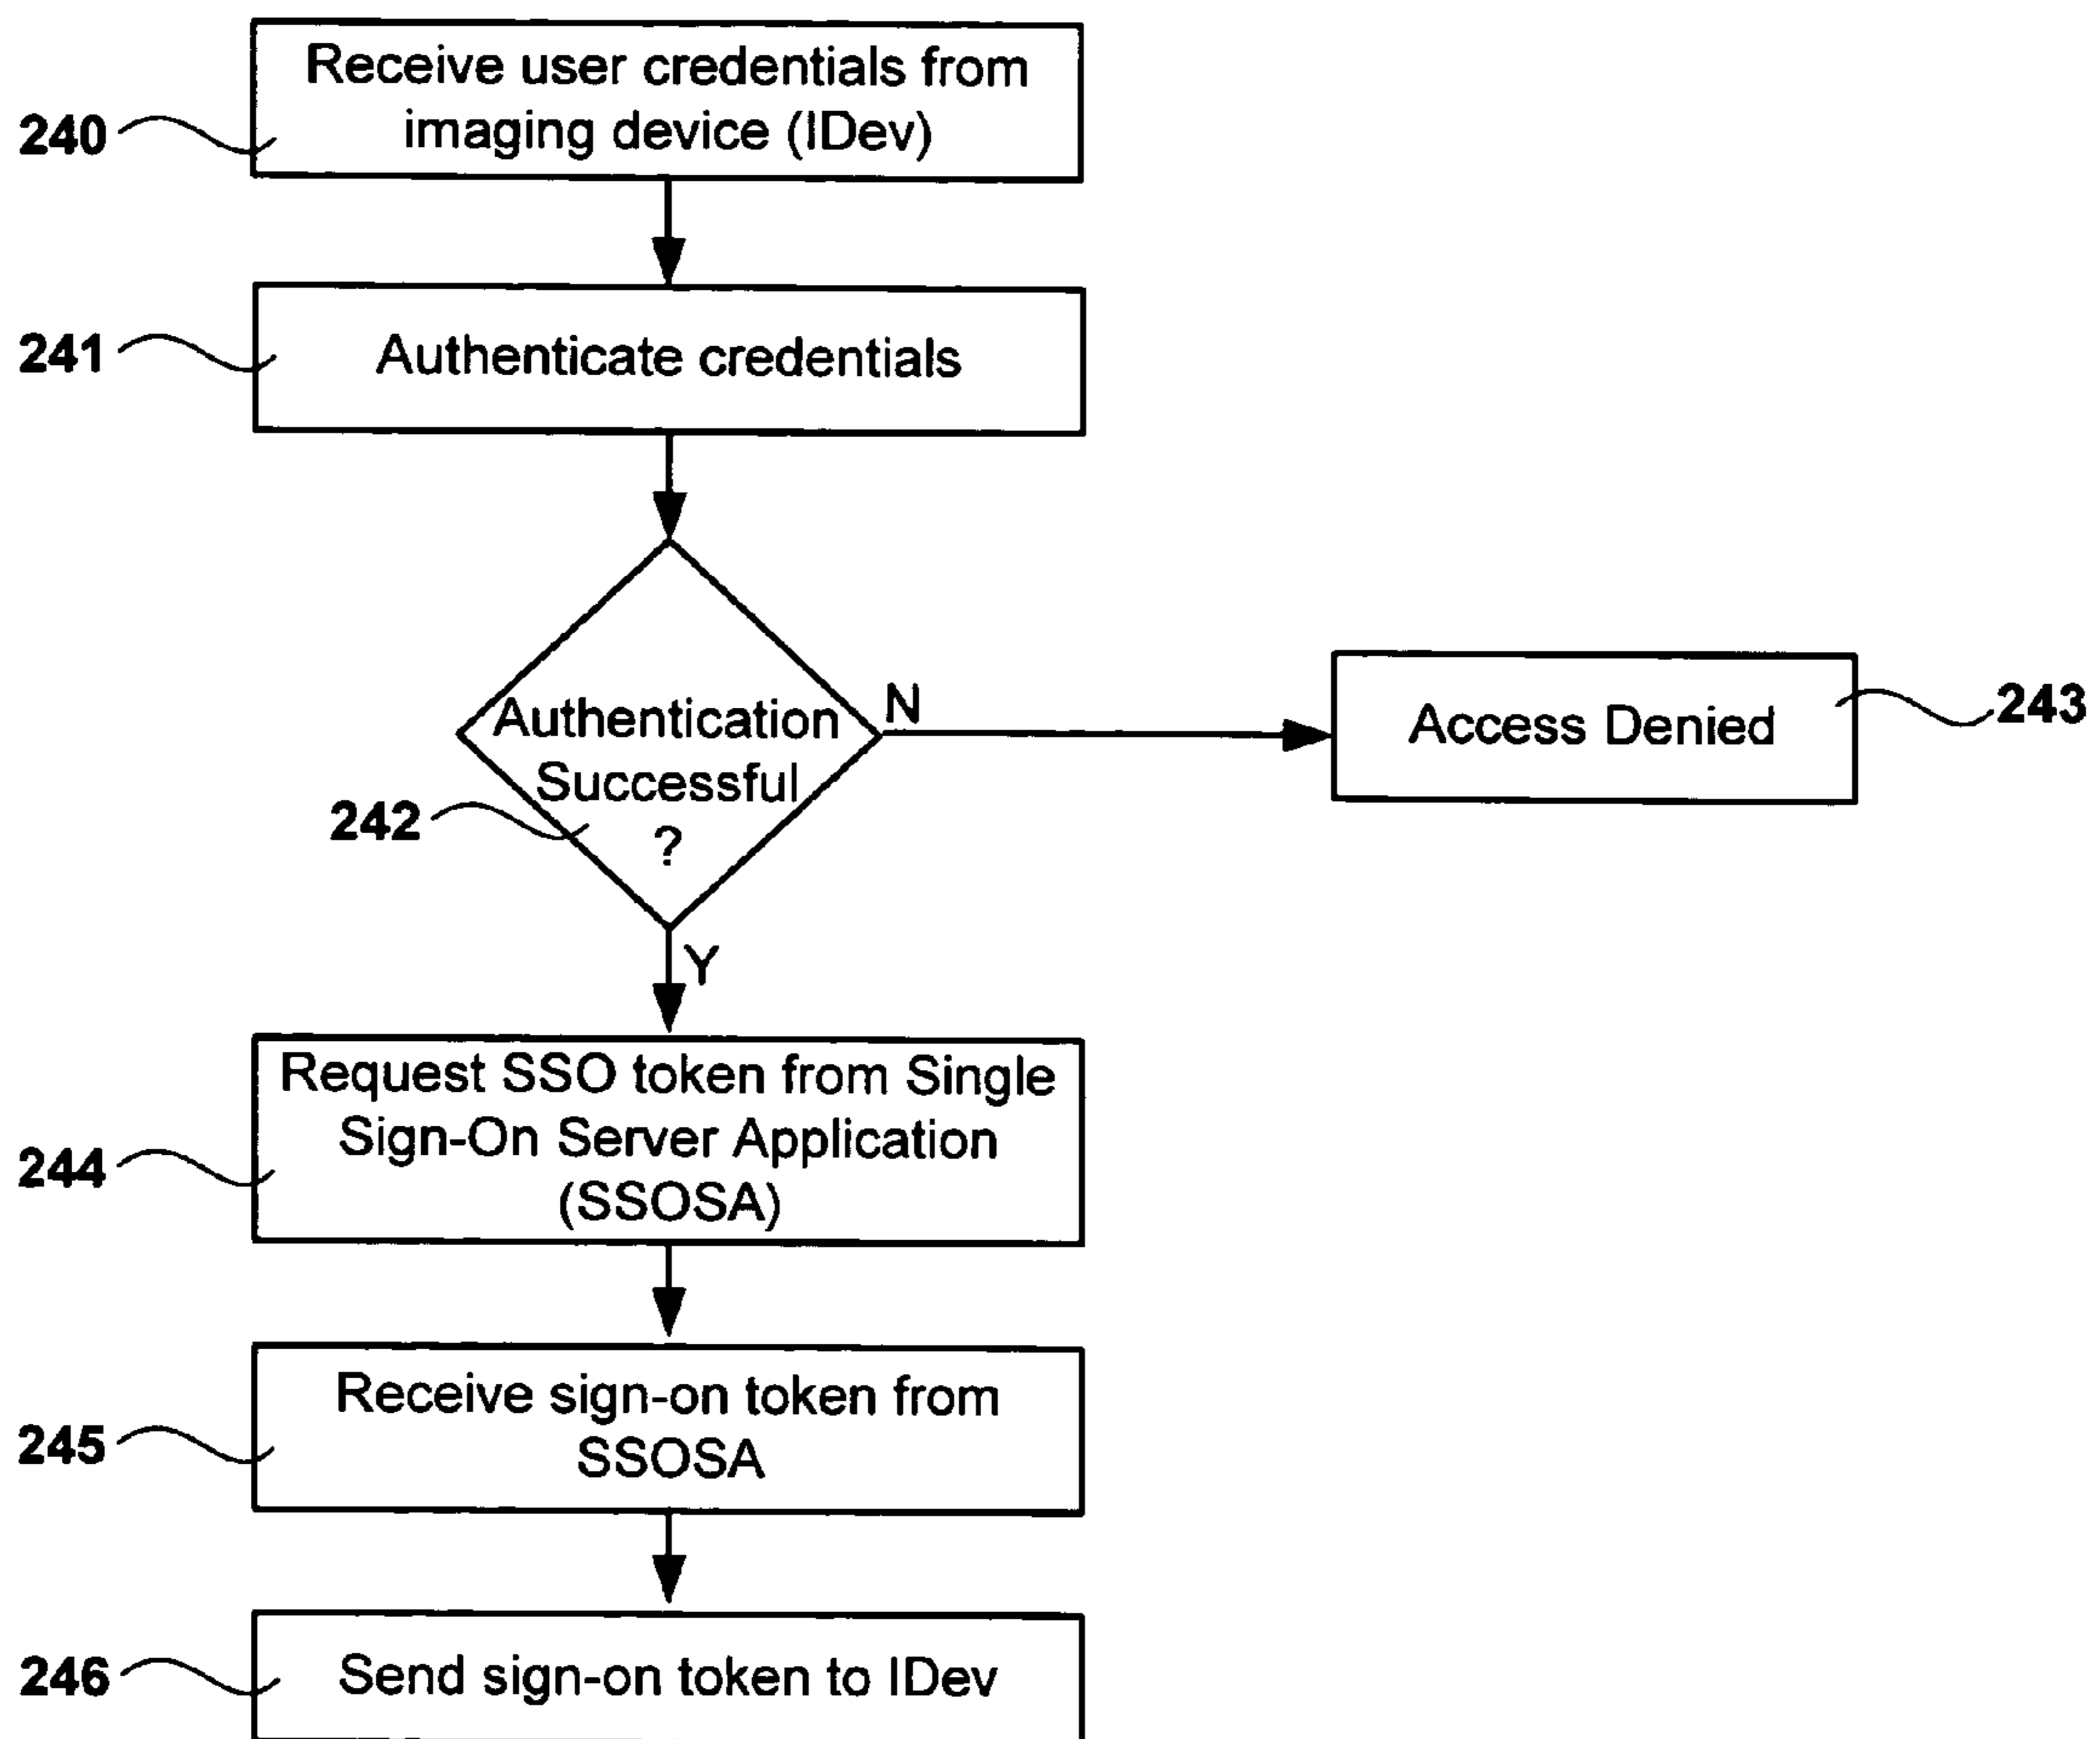 Receive user credentials from
imaging device (IDev)
240
241
Authenticate credentials
Authentication
Successful
?
242
N
Access Denied
243
Y
Request SSO token from Single
Sign-On Server Application
(SSOSA)
244
Receive sign-on token from
SSOSA
245
246
Send sign-on token to IDev